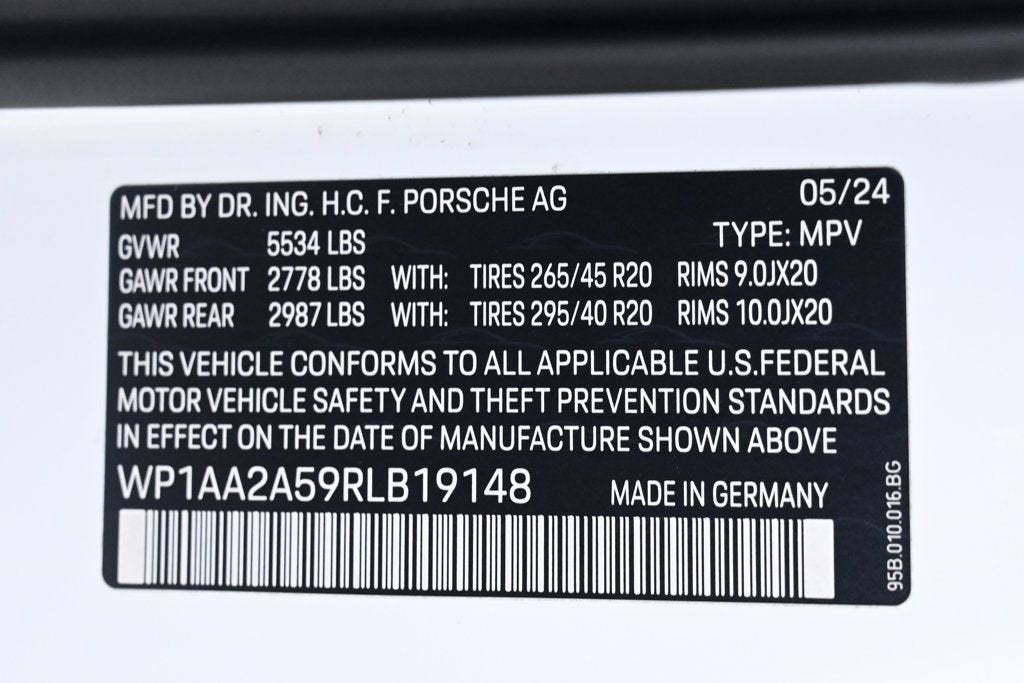 MFD BY DR. ING. H.C. F. PORSCHE AG 05/24
GVWR 5534 LBS TYPE: MPV
GAWR FRONT 2778 LBS WITH: TIRES 265/45 R20 RIMS 9.0JX20
GAWR REAR 2987 LBS WITH: TIRES 295/40 R20 RIMS 10.0JX20
THIS VEHICLE CONFORMS TO ALL APPLICABLE U.S.FEDERAL
MOTOR VEHICLE SAFETY AND THEFT PREVENTION STANDARDS
IN EFFECT ON THE DATE OF MANUFACTURE SHOWN ABOVE
WP1AA2A59RLB19148 MADE IN GERMANY
95B.010.016.BG